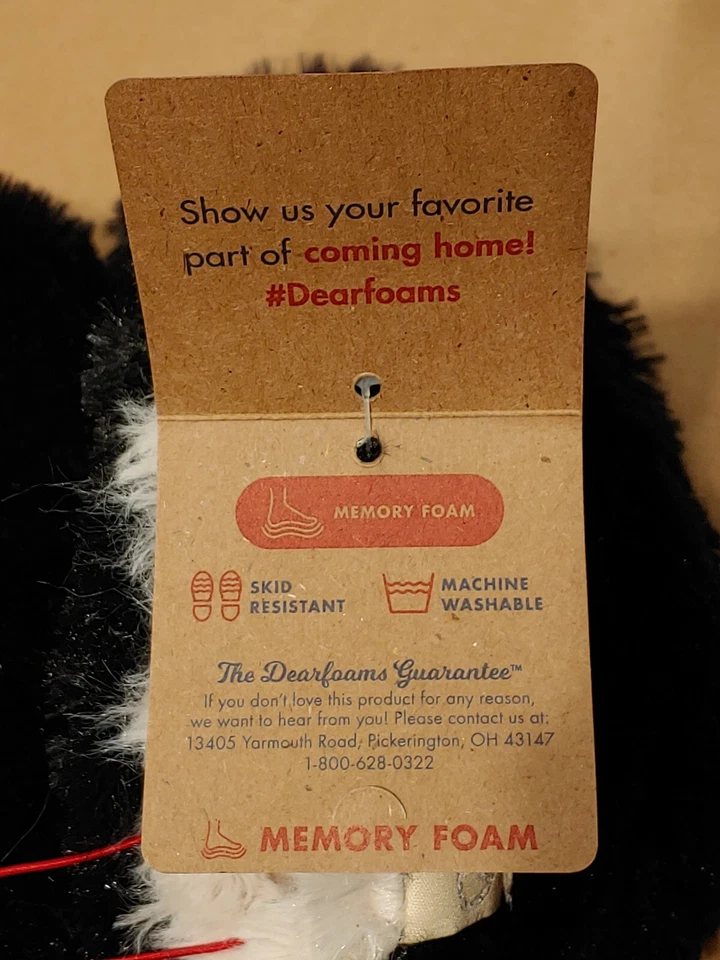 Show us your favorite
part of coming home!
#Dearfoams
MEMORY FOAM
SKID
RESISTANT
MACHINE
WASHABLE
The Dearfoams Guarantee™
If you don't love this product for any reason,
we want to hear from you! Please contact us at:
13405 Yarmouth Road, Pickerington, OH 43147
1-800-628-0322
MEMORY FOAM